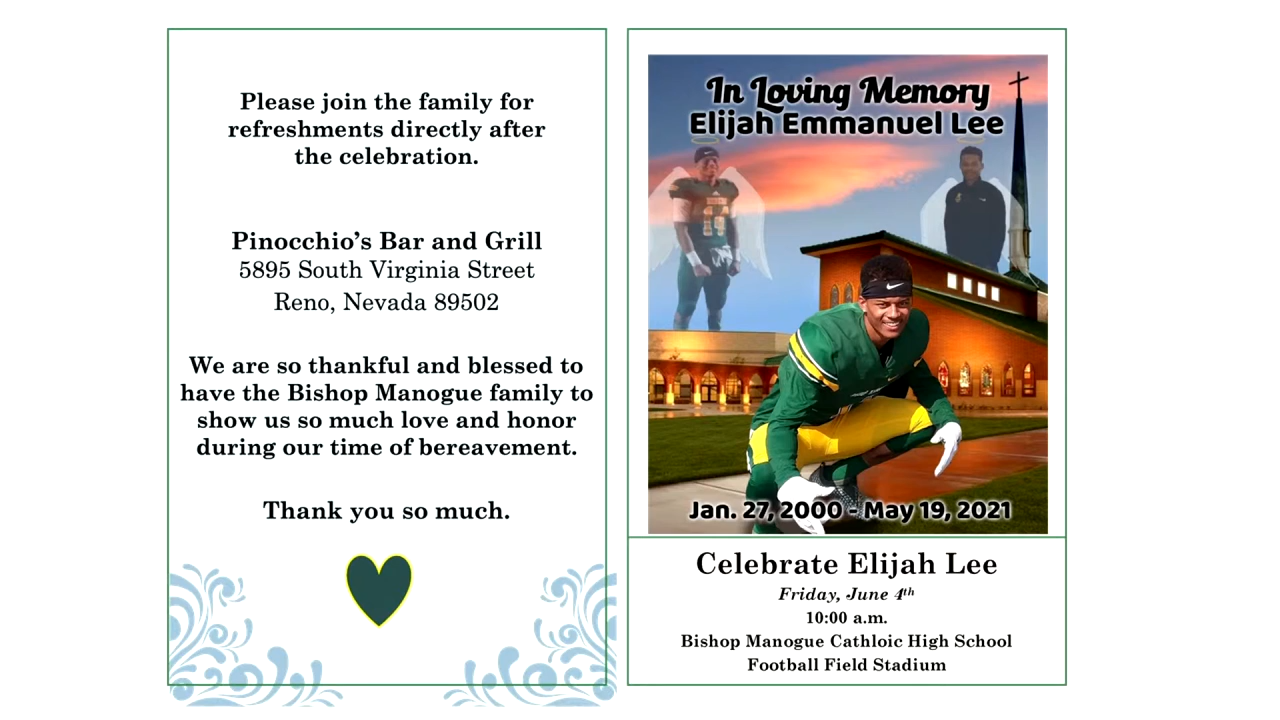 Please join the family for
refreshments directly after
the celebration.
Pinocchio’s Bar and Grill
5895 South Virginia Street
Reno, Nevada 89502
We are so thankful and blessed to
have the Bishop Manogue family to
show us so much love and honor
during our time of bereavement.
Thank you so much.
In Loving Memory
Elijah Emmanuel Lee
14
Jan. 27, 2000 - May 19, 2021
Celebrate Elijah Lee
Friday, June 4th
10:00 a.m.
Bishop Manogue Cathloic High School
Football Field Stadium